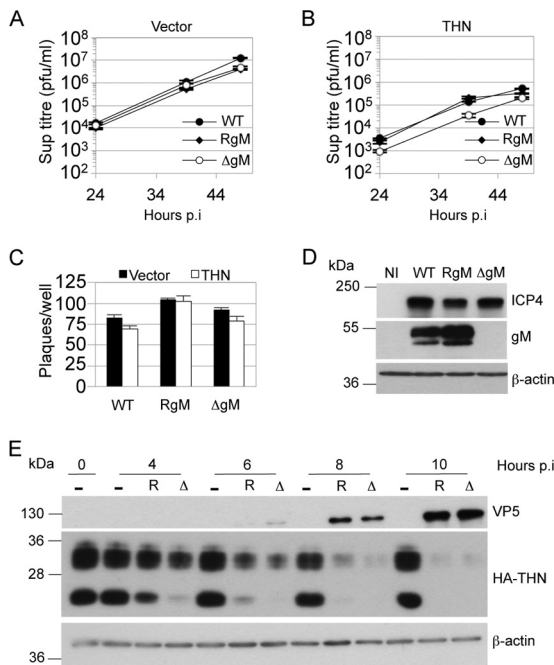 A
Vector
Sup titre (pfu/ml)
10⁸
10⁷
10⁶
10⁵
10⁴
10³
10²
WT
RgM
ΔgM
24 34 44
Hours p.i
B
THN
Sup titre (pfu/ml)
10⁸
10⁷
10⁶
10⁵
10⁴
10³
10²
WT
RgM
ΔgM
24 34 44
Hours p.i
C
Vector THN
Plaques/well
125
100
75
50
25
0
WT RgM ΔgM
D
kDa
NI WT RgM ΔgM
250
ICP4
55
gM
36
β-actin
E
kDa 0 4 6 8 10 Hours p.i
– – R Δ – R Δ – R Δ – R Δ
130 VP5
36
28
HA-THN
36 β-actin